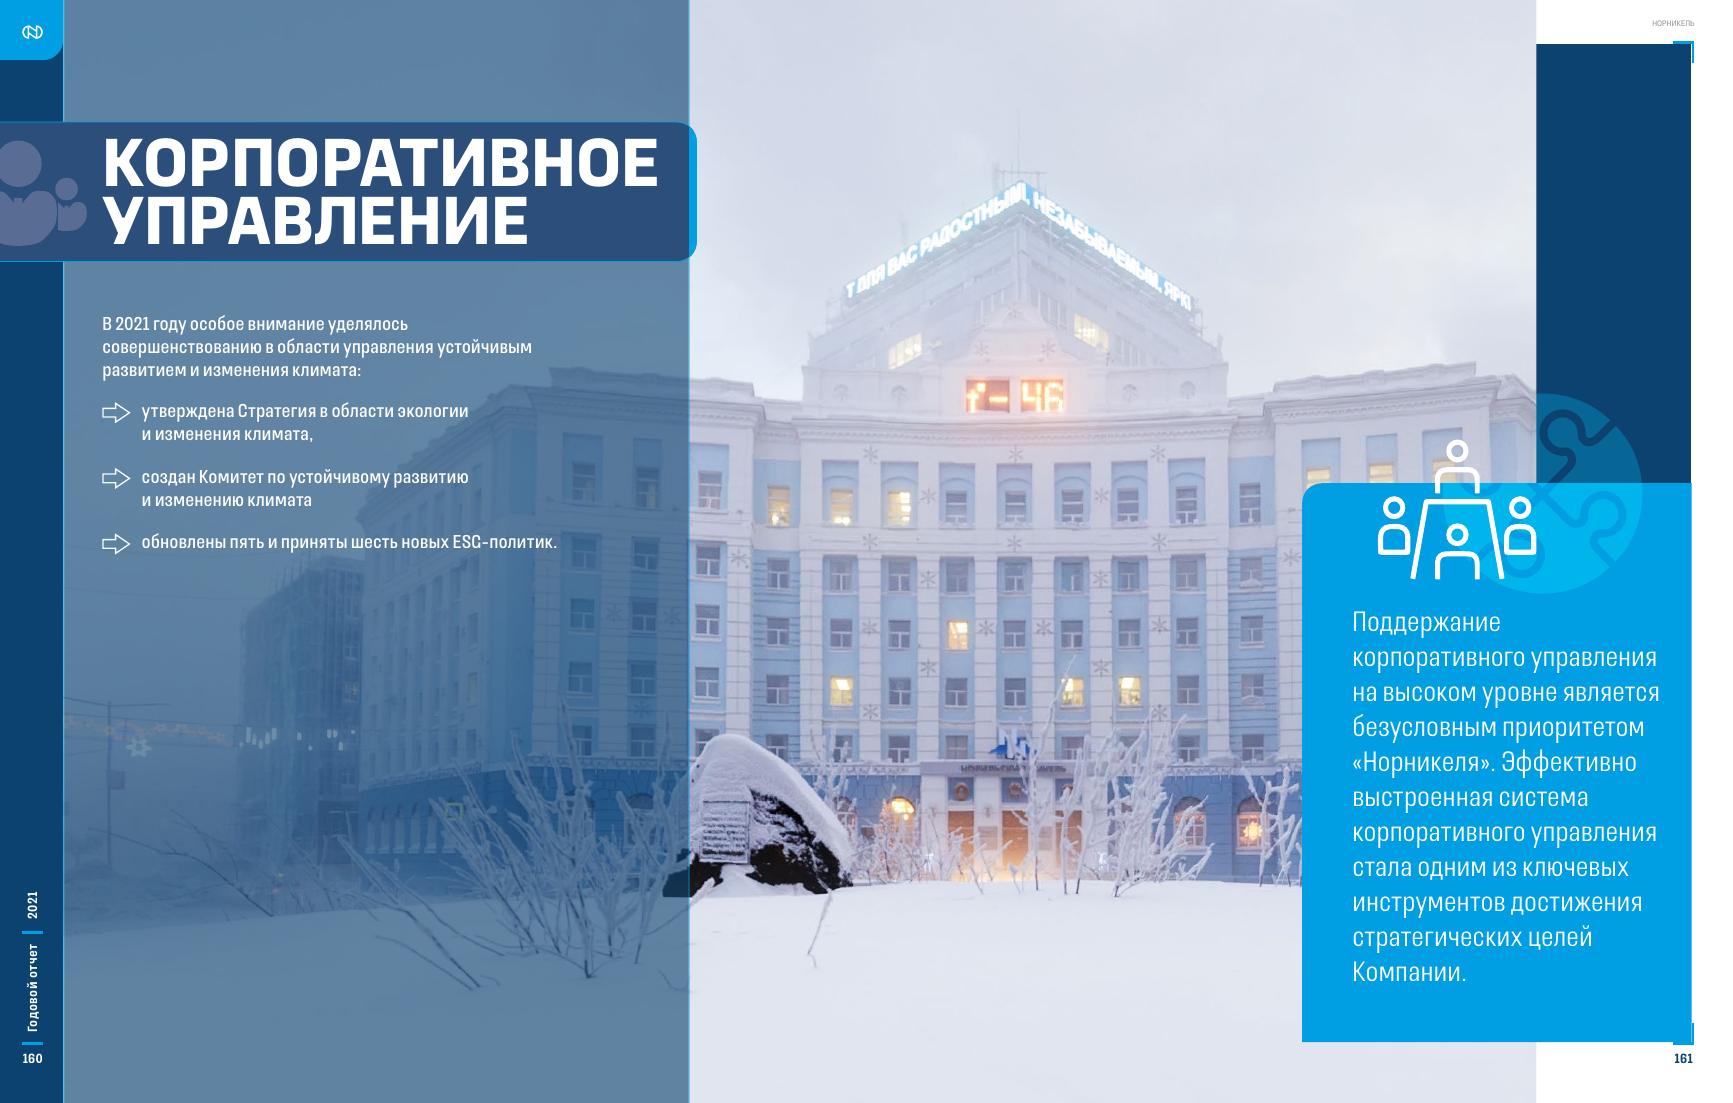 НОРНИКЕЛЬ
КОРПОРАТИВНОЕ
УПРАВЛЕНИЕ
В 2021 году особое внимание уделялось
совершенствованию в области управления устойчивым
развитием и изменения климата:
утверждена Стратегия в области экологии
и изменения климата,
создан Комитет по устойчивому развитию
и изменению климата
обновлены пять и приняты шесть новых ESG-политик.
Т ДЛЯ ВАС РАДОСТНЫМ, НЕЗАБЫВАЕМЫМ, ЯРК
t° - 46
Поддержание
корпоративного управления
на высоком уровне является
безусловным приоритетом
«Норникеля». Эффективно
выстроенная система
корпоративного управления
стала одним из ключевых
инструментов достижения
стратегических целей
Компании.
Годовой отчет | 2021
160
161